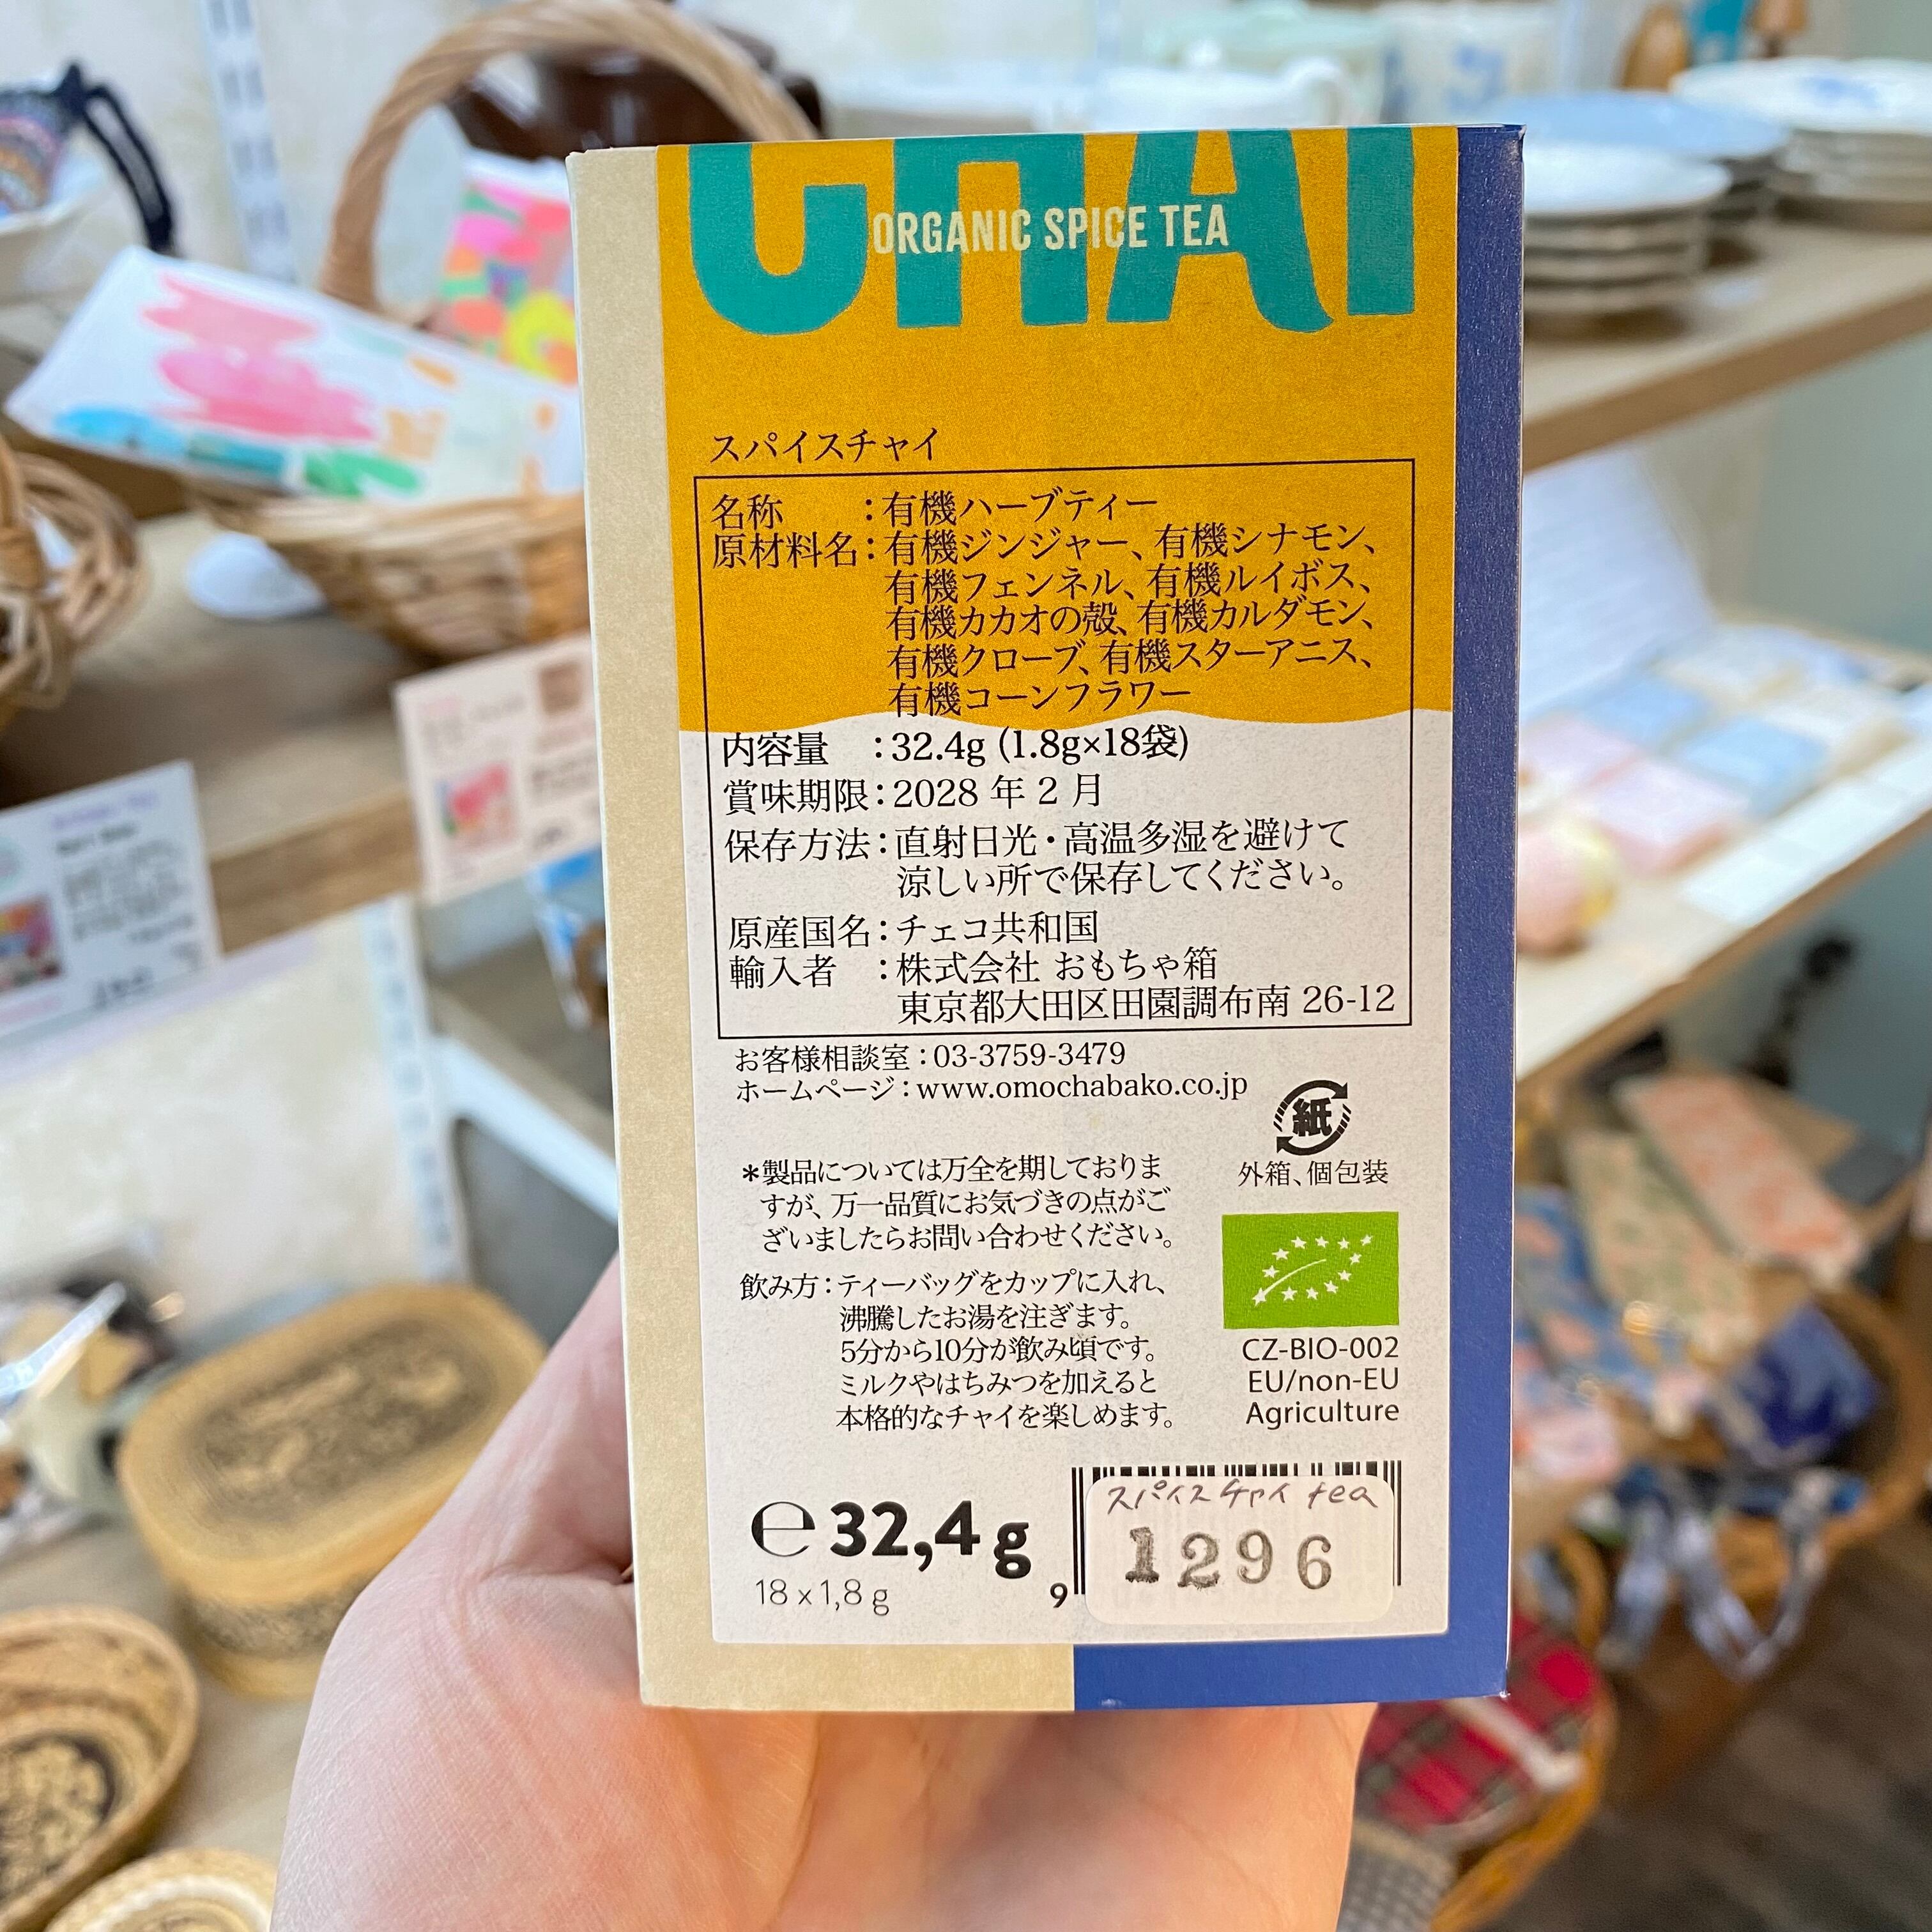 CHAI
ORGANIC SPICE TEA
スパイスチャイ
名称 :有機ハーブティー
原材料名:有機ジンジャー、有機シナモン、
有機フェンネル、有機ルイボス、
有機カカオの殻、有機カルダモン、
有機クローブ、有機スターアニス、
有機コーンフラワー
内容量 :32.4g (1.8g×18袋)
賞味期限:2028 年 2 月
保存方法:直射日光・高温多湿を避けて
涼しい所で保存してください。
原産国名:チェコ共和国
輸入者 :株式会社 おもちゃ箱
東京都大田区田園調布南 26-12
お客様相談室:03-3759-3479
ホームページ:www.omochabako.co.jp
紙
外箱、個包装
*製品については万全を期しておりま
すが、万一品質にお気づきの点がご
ざいましたらお問い合わせください。
飲み方:ティーバッグをカップに入れ、
沸騰したお湯を注ぎます。
5分から10分が飲み頃です。
ミルクやはちみつを加えると
本格的なチャイを楽しめます。
CZ-BIO-002
EU/non-EU
Agriculture
℮ 32,4 g
18 x 1,8 g
9
スパイスチャイ tea
1296